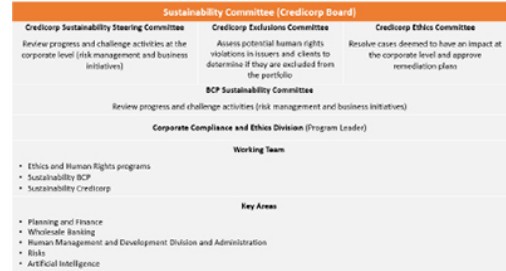 Sustainability Committee (Credicorp Board)
Credicorp Sustainability Steering Committee
Review progress and challenge activities at the
corporate level (risk management and business
initiatives)
Credicorp Exclusions Committee
Assess potential human rights
violations in issuers and clients to
determine if they are excluded from
the portfolio
Credicorp Ethics Committee
Resolve cases deemed to have an impact at
the corporate level and approve
remediation plans
BCP Sustainability Committee
Review progress and challenge activities (risk management and business initiatives)
Corporate Compliance and Ethics Division (Program Leader)
Working Team
• Ethics and Human Rights programs
• Sustainability BCP
• Sustainability Credicorp
Key Areas
• Planning and Finance
• Wholesale Banking
• Human Management and Development Division and Administration
• Risks
• Artificial Intelligence